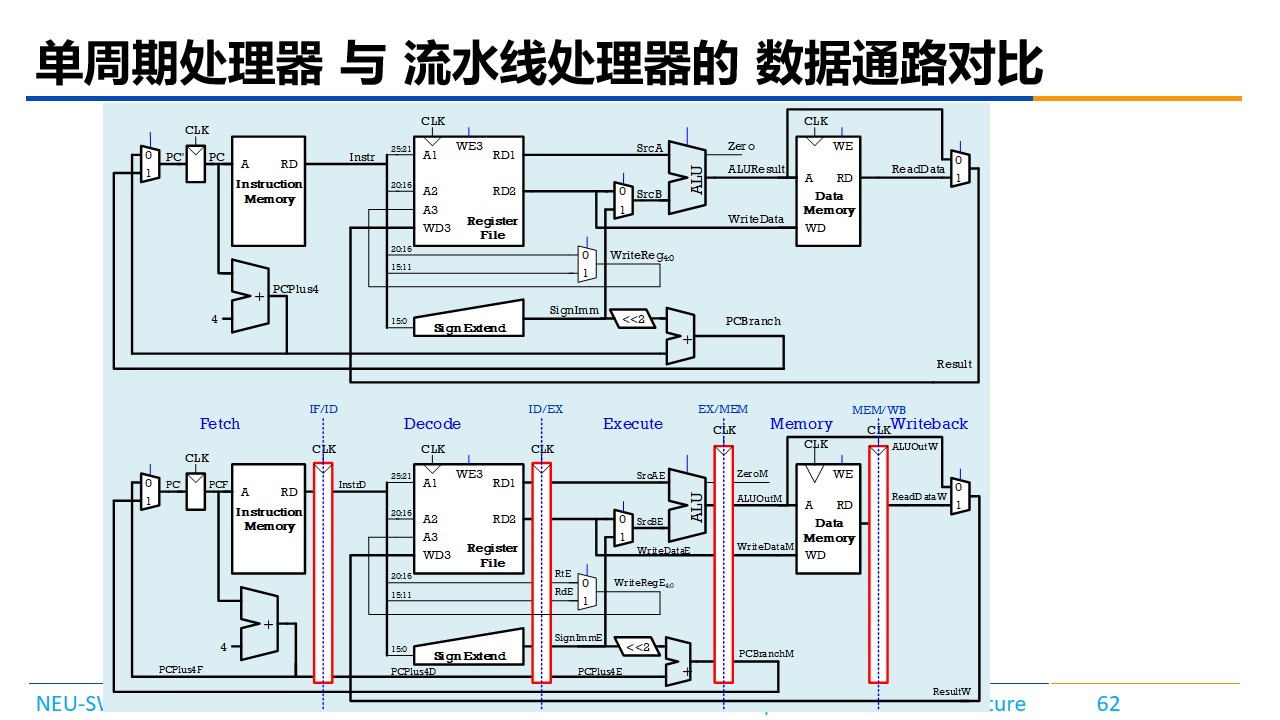 单周期处理器 与 流水线处理器的 数据通路对比
CLK
CLK
WE3
CLK
WE
0
1
PC'
PC
A
RD
Instruction
Memory
Instr
25:21
A1
RD1
20:16
A2
RD2
A3
WD3
Register
File
SrcA
0
1
SrcB
ALU
Zero
ALUResult
WriteData
A
RD
Data
Memory
WD
ReadData
0
1
20:16
15:11
0
1
WriteReg4:0
+
PCPlus4
4
15:0
Sign Extend
SignImm
<<2
+
PCBranch
Result
IF/ID
ID/EX
EX/MEM
MEM/WB
Fetch
Decode
Execute
Memory
Writeback
CLK
CLK
CLK
CLK
CLK
CLK
CLK
0
1
PC'
PCF
A
RD
Instruction
Memory
InstrD
25:21
A1
WE3
RD1
20:16
A2
RD2
A3
WD3
Register
File
SrcAE
0
1
SrcBE
ALU
ZeroM
ALUOutM
WriteDataE
WriteDataM
WE
A
RD
Data
Memory
WD
ALUOutW
ReadDataW
0
1
20:16
15:11
RtE
RdE
0
1
WriteRegE4:0
+
4
15:0
Sign Extend
SignImmE
<<2
+
PCBranchM
PCPlus4F
PCPlus4D
PCPlus4E
ResultW
62